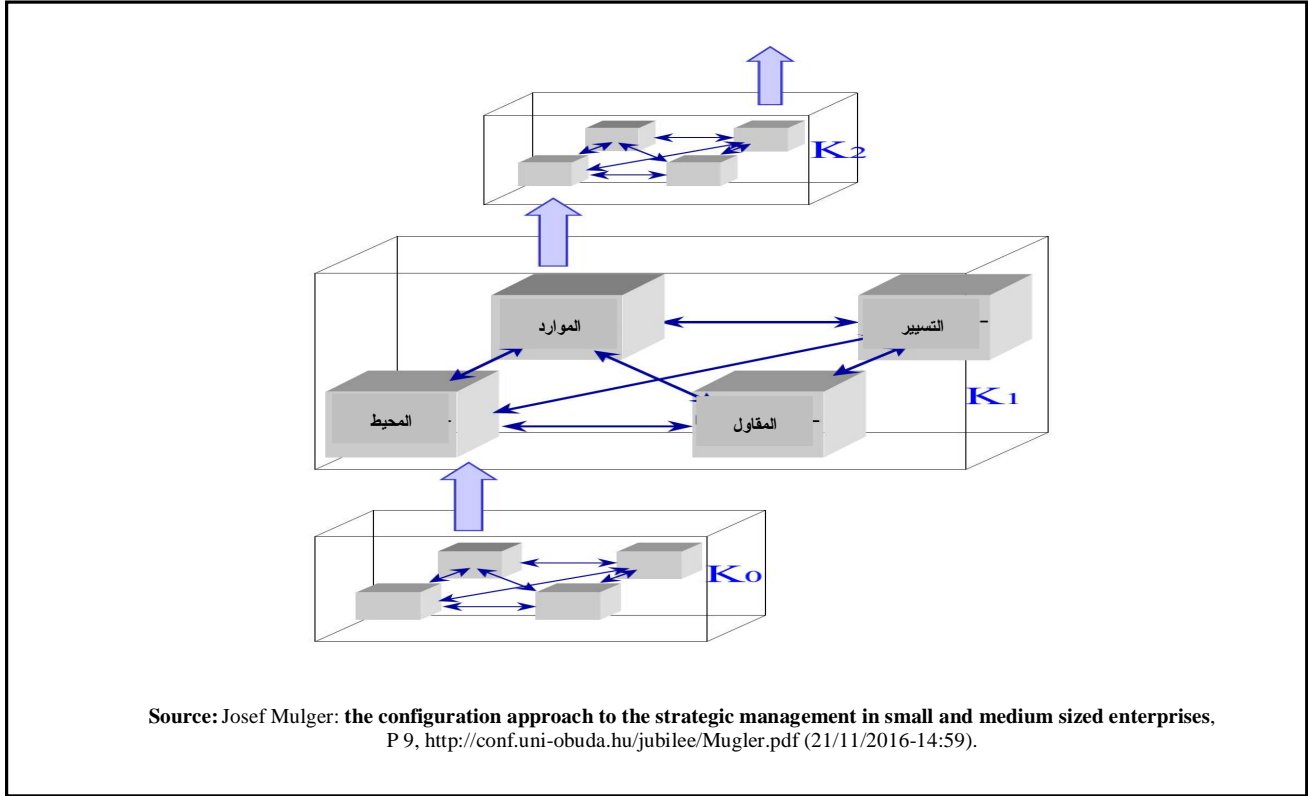 K2
الموارد
التسيير
K1
المحيط
المقاول
K0
Source: Josef Mulger: the configuration approach to the strategic management in small and medium sized enprises,
P 9, http://conf.uni-obuda.hu/jubilee/Mugler.pdf (21/11/2016-14:59).